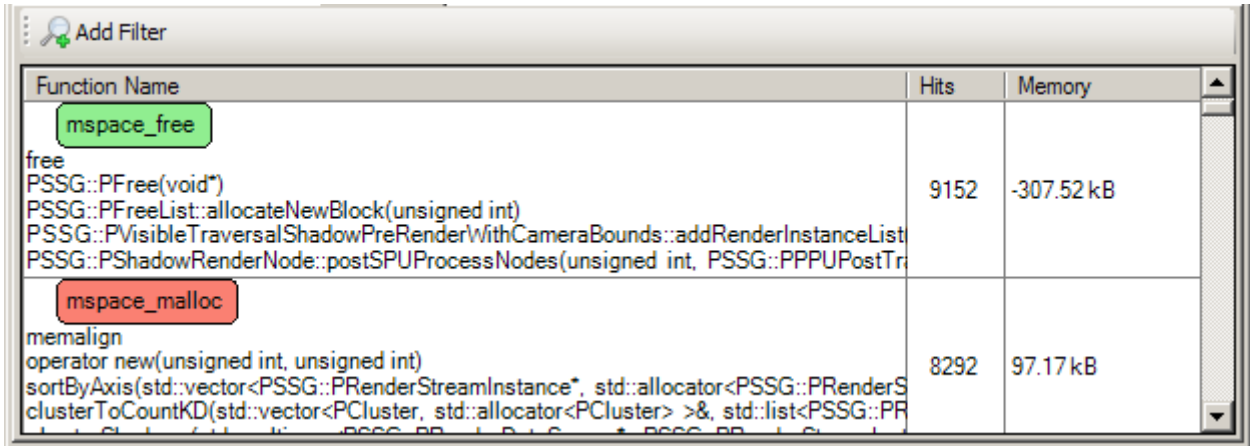 Add Filter
Function Name Hits Memory
mspace_free
free
PSSG::PFree(void*)
9152 -307.52 kB
PSSG::PFreeList::allocateNewBlock(unsigned int)
PSSG::PVisibleTraversalShadowPreRenderWithCameraBounds::addRenderInstanceList(
PSSG::PShadowRenderNode::postSPUProcessNodes(unsigned int, PSSG::PPPUPostTra
mspace_malloc
memalign
operator new(unsigned int, unsigned int)
8292 97.17 kB
sortByAxis(std::vector<PSSG::PRenderStreamInstance*, std::allocator<PSSG::PRenderS
clusterToCountKD(std::vector<PCluster, std::allocator<PCluster> >&, std::list<PSSG::PR